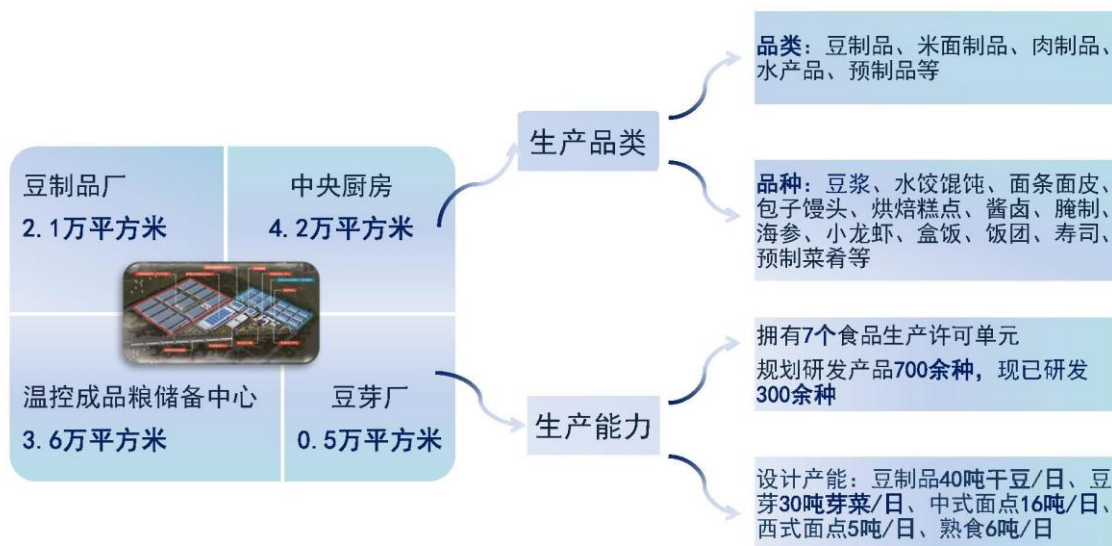 豆制品厂
2.1万平方米
中央厨房
4.2万平方米
温控成品粮储备中心
3.6万平方米
豆芽厂
0.5万平方米
生产品类
品类：豆制品、米面制品、肉制品、
水产品、预制品等
品种：豆浆、水饺馄饨、面条面皮、
包子馒头、烘焙糕点、酱卤、腌制、
海参、小龙虾、盒饭、饭团、寿司、
预制菜肴等
生产能力
拥有7个食品生产许可单元
规划研发产品700余种，现已研发
300余种
设计产能：豆制品40吨干豆/日、豆
芽30吨芽菜/日、中式面点16吨/日、
西式面点5吨/日、熟食6吨/日